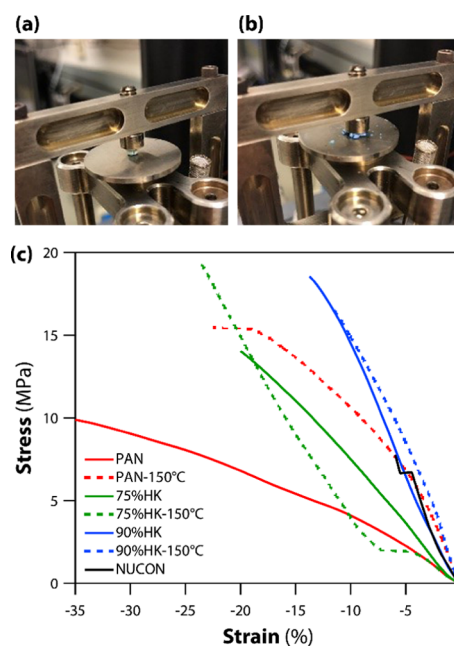 (a)
(b)
(c)
20
15
10
5
0
Stress (MPa)
PAN
PAN-150°C
75%HK
75%HK-150°C
90%HK
90%HK-150°C
NUCON
-35 -30 -25 -20 -15 -10 -5
Strain (%)